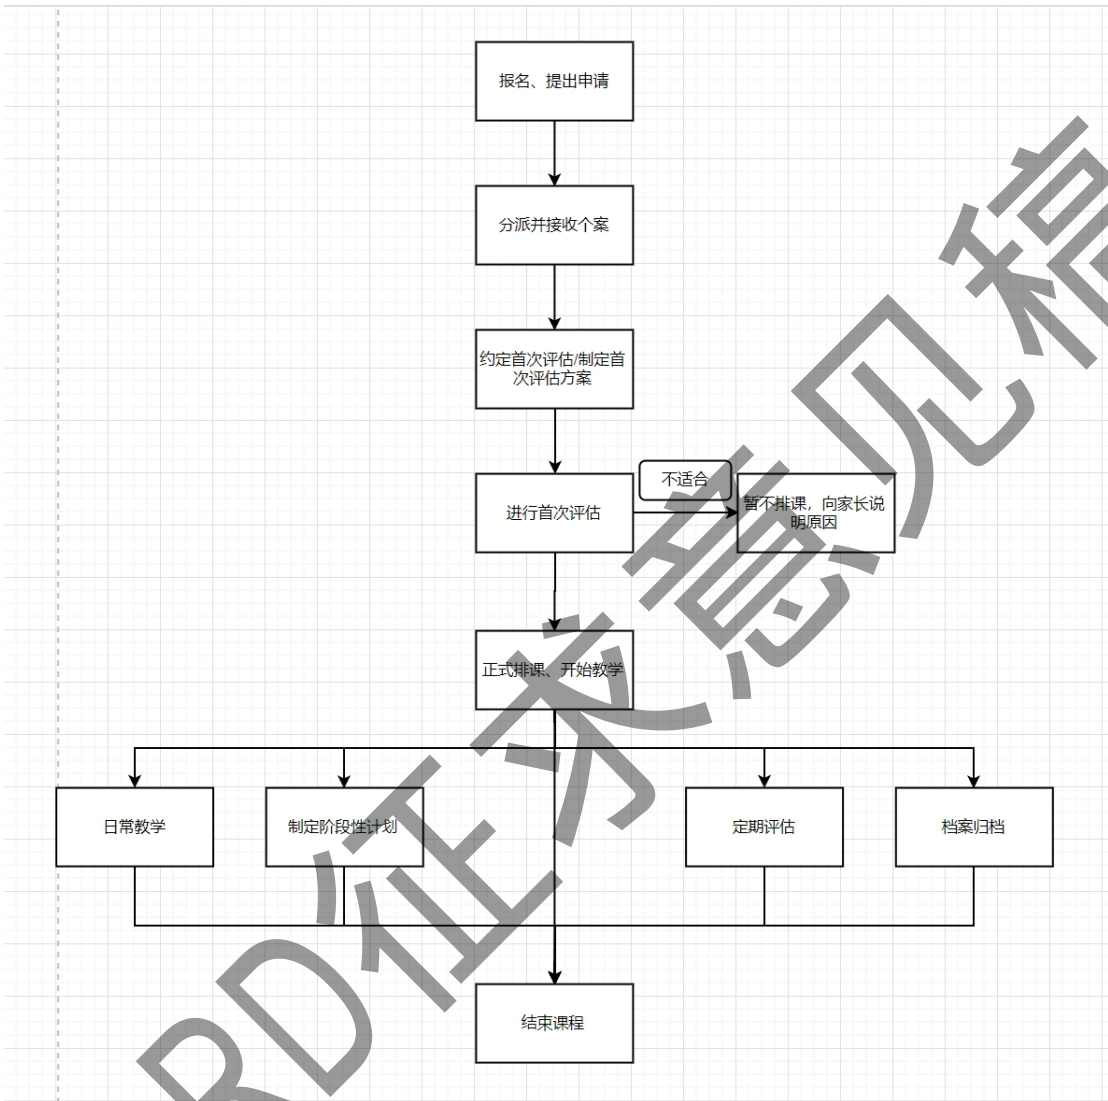 报名、提出申请
分派并接收个案
约定首次评估/制定首
次评估方案
不适合
进行首次评估
暂不排课，向家长说
明原因
正式排课、开始教学
日常教学
制定阶段性计划
定期评估
档案归档
结束课程
RD征求意见稿